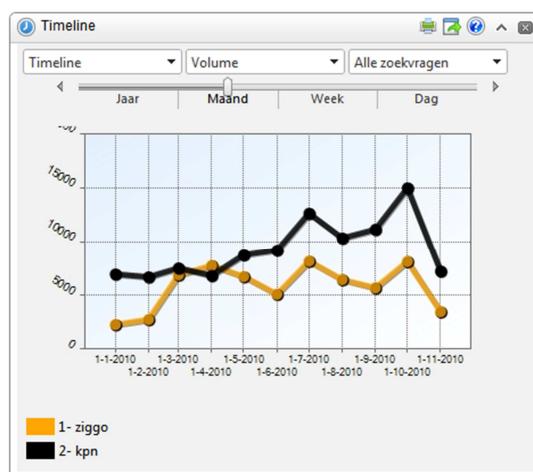 Timeline
Timeline Volume Alle zoekvragen
Jaar Maand Week Dag
15000
10000
5000
0
1-1-2010 1-3-2010 1-5-2010 1-7-2010 1-9-2010 1-11-2010
1-2-2010 1-4-2010 1-6-2010 1-8-2010 1-10-2010
1- ziggo
2- kpn